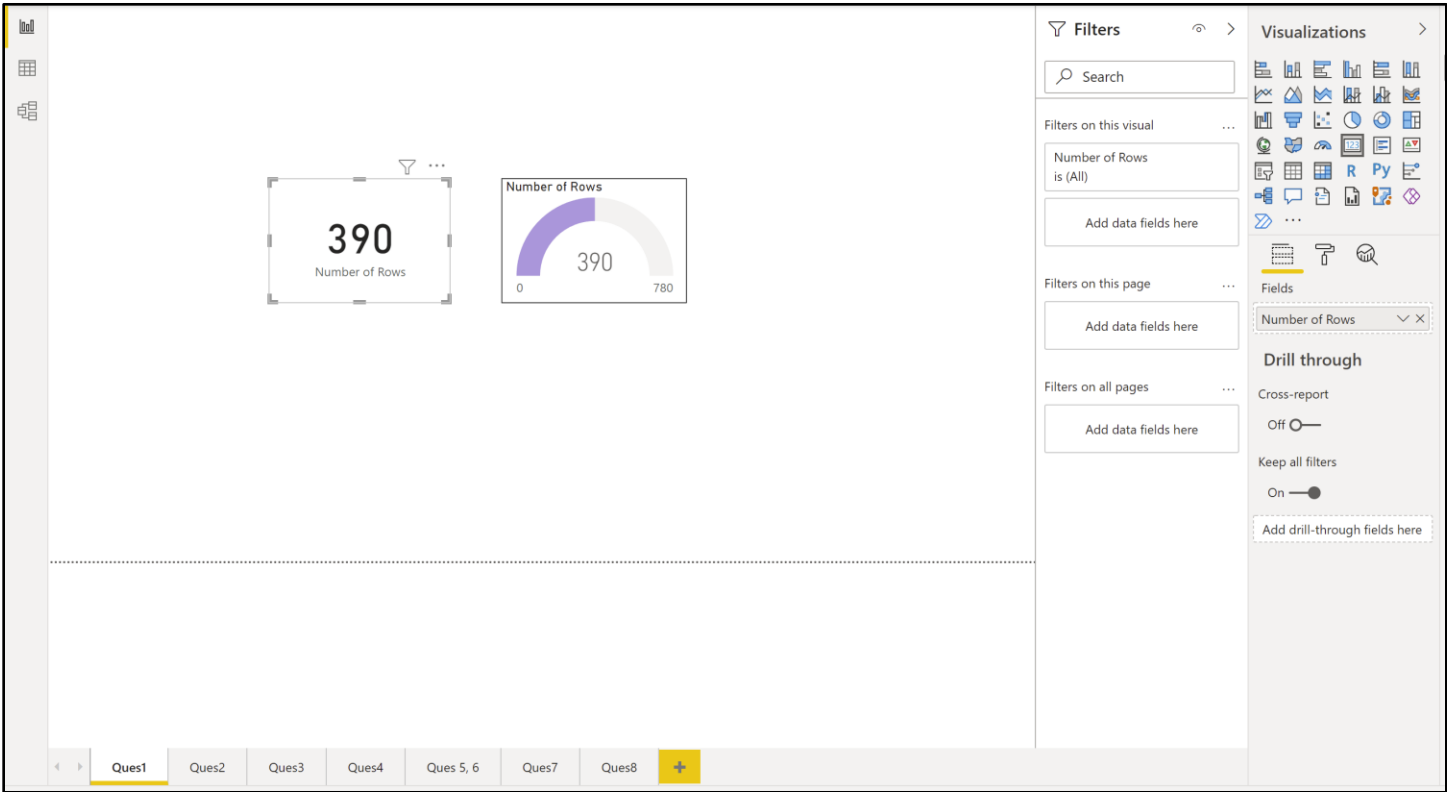 390
Number of Rows
Number of Rows
390
0
780
Filters
Search
Filters on this visual
...
Number of Rows
is (All)
Add data fields here
Filters on this page
...
Add data fields here
Filters on all pages
...
Add data fields here
Visualizations
123
R
Py
...
Fields
Number of Rows
Drill through
Cross-report
Off
Keep all filters
On
Add drill-through fields here
Ques1
Ques2
Ques3
Ques4
Ques 5, 6
Ques7
Ques8
+